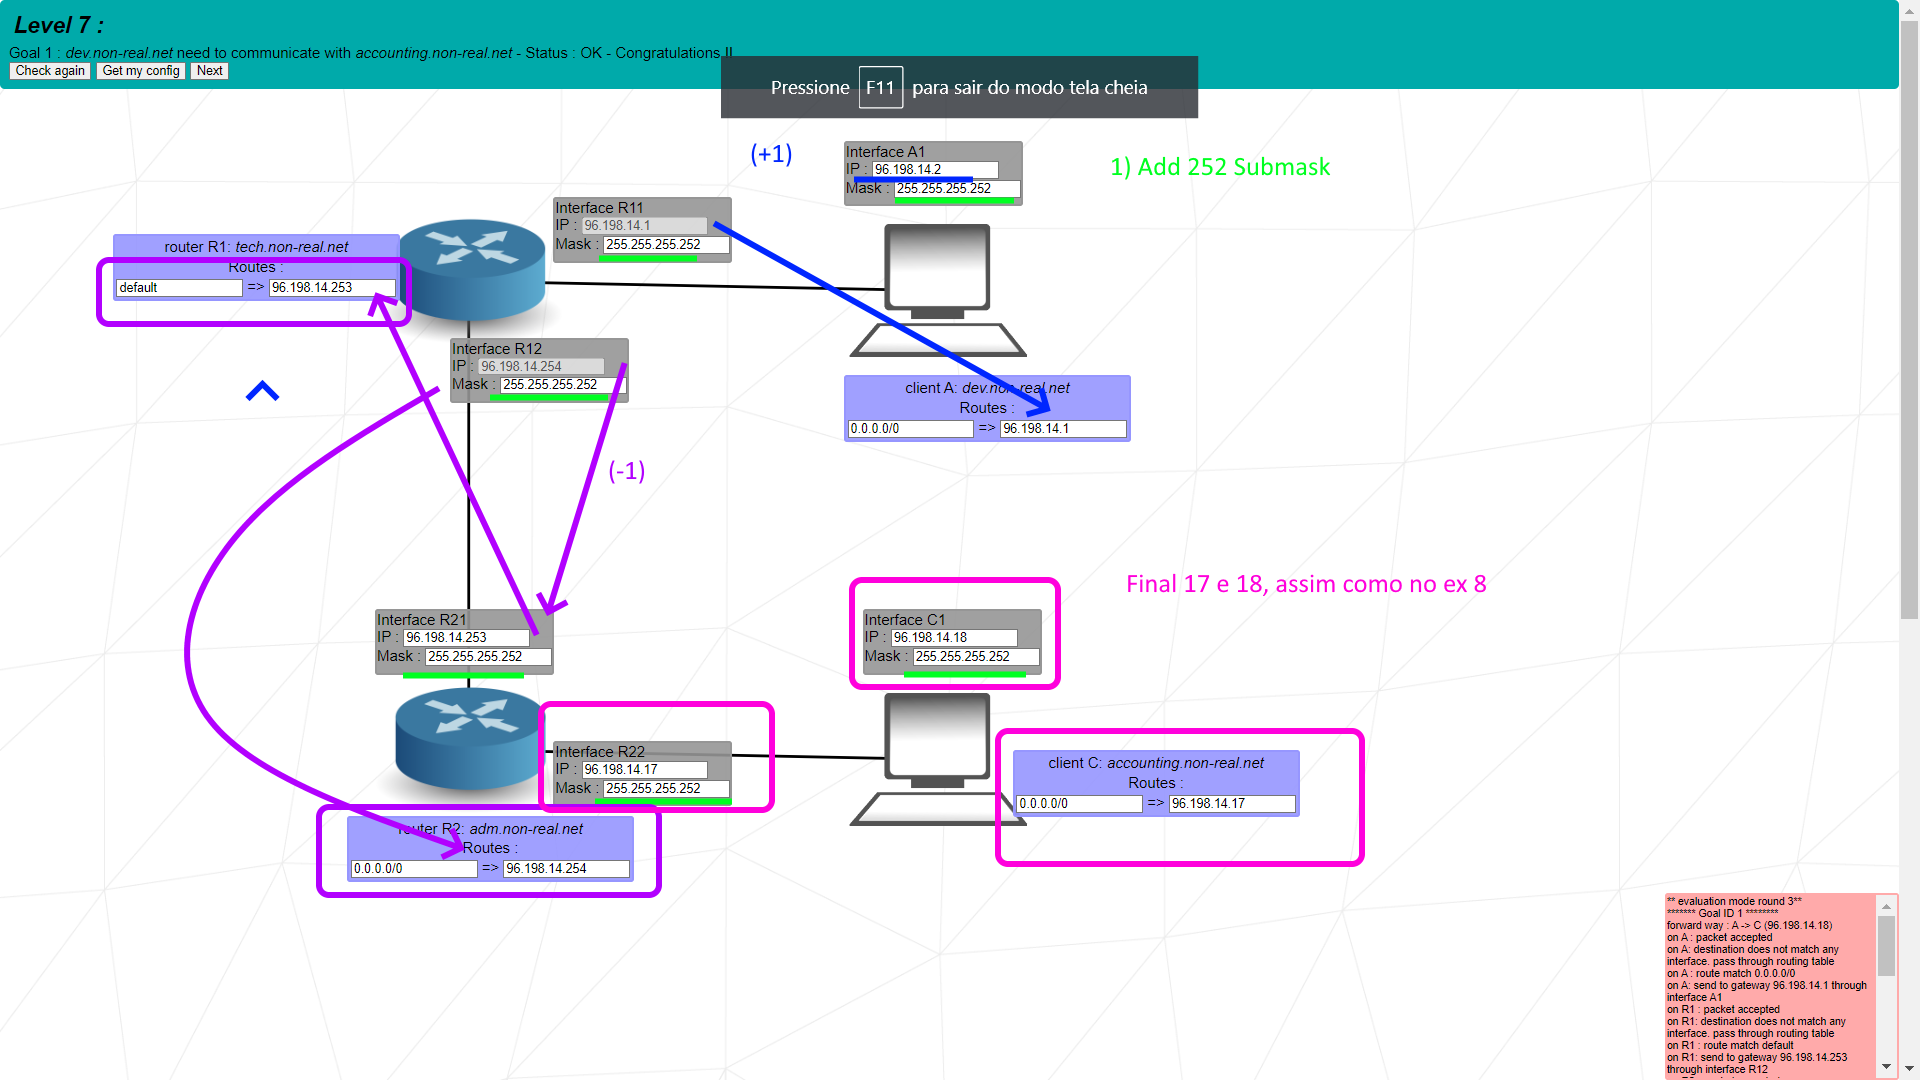 Level 7 :
Goal 1 : dev.non-real.net need to communicate with accounting.non-real.net - Status : OK - Congratulations !!
Check again Get my config Next
Pressione F11 para sair do modo tela cheia
(+1)
Interface A1
IP : 96.198.14.2
Mask : 255.255.255.252
1) Add 252 Submask
Interface R11
IP : 96.198.14.1
Mask : 255.255.255.252
router R1: tech.non-real.net
Routes :
default => 96.198.14.253
Interface R12
IP : 96.198.14.254
Mask : 255.255.255.252
client A: dev.non-real.net
Routes :
0.0.0.0/0 => 96.198.14.1
(-1)
Final 17 e 18, assim como no ex 8
Interface R21
IP : 96.198.14.253
Mask : 255.255.255.252
Interface C1
IP : 96.198.14.18
Mask : 255.255.255.252
Interface R22
IP : 96.198.14.17
Mask : 255.255.255.252
client C: accounting.non-real.net
Routes :
0.0.0.0/0 => 96.198.14.17
router R2: adm.non-real.net
Routes :
0.0.0.0/0 => 96.198.14.254
** evaluation mode round 3**
******* Goal ID 1 ********
forward way : A -> C (96.198.14.18)
on A : packet accepted
on A: destination does not match any
interface. pass through routing table
on A : route match 0.0.0.0/0
on A: send to gateway 96.198.14.1 through
interface A1
on R1 : packet accepted
on R1: destination does not match any
interface. pass through routing table
on R1 : route match default
on R1: send to gateway 96.198.14.253
through interface R12